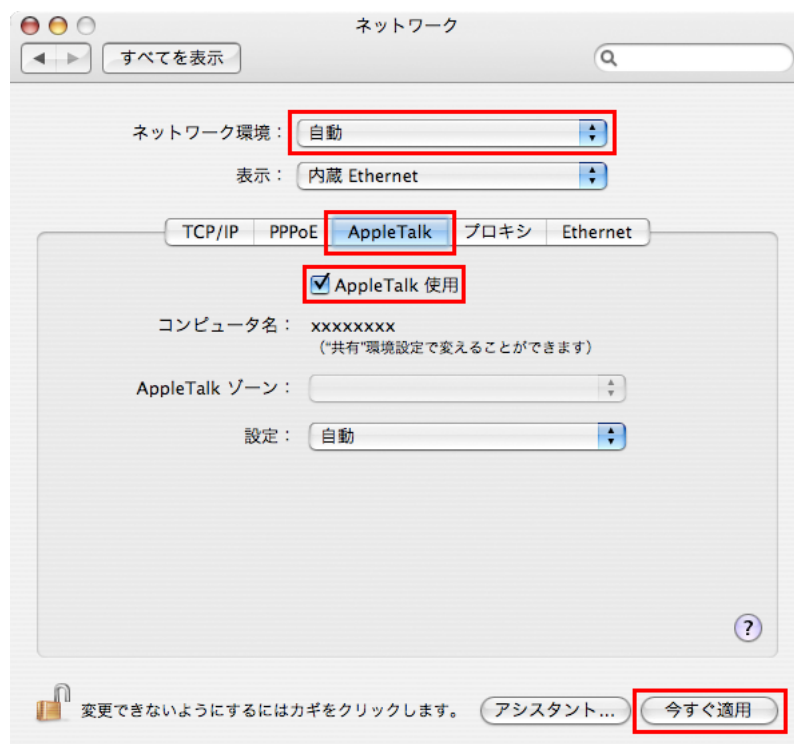 ネットワーク
すべてを表示
ネットワーク環境： 自動
表示： 内蔵 Ethernet
TCP/IP PPPoE AppleTalk プロキシ Ethernet
AppleTalk 使用
コンピュータ名： xxxxxxxx
（“共有”環境設定で変えることができます）
AppleTalk ゾーン：
設定： 自動
?
変更できないようにするにはカギをクリックします。 アシスタント... 今すぐ適用